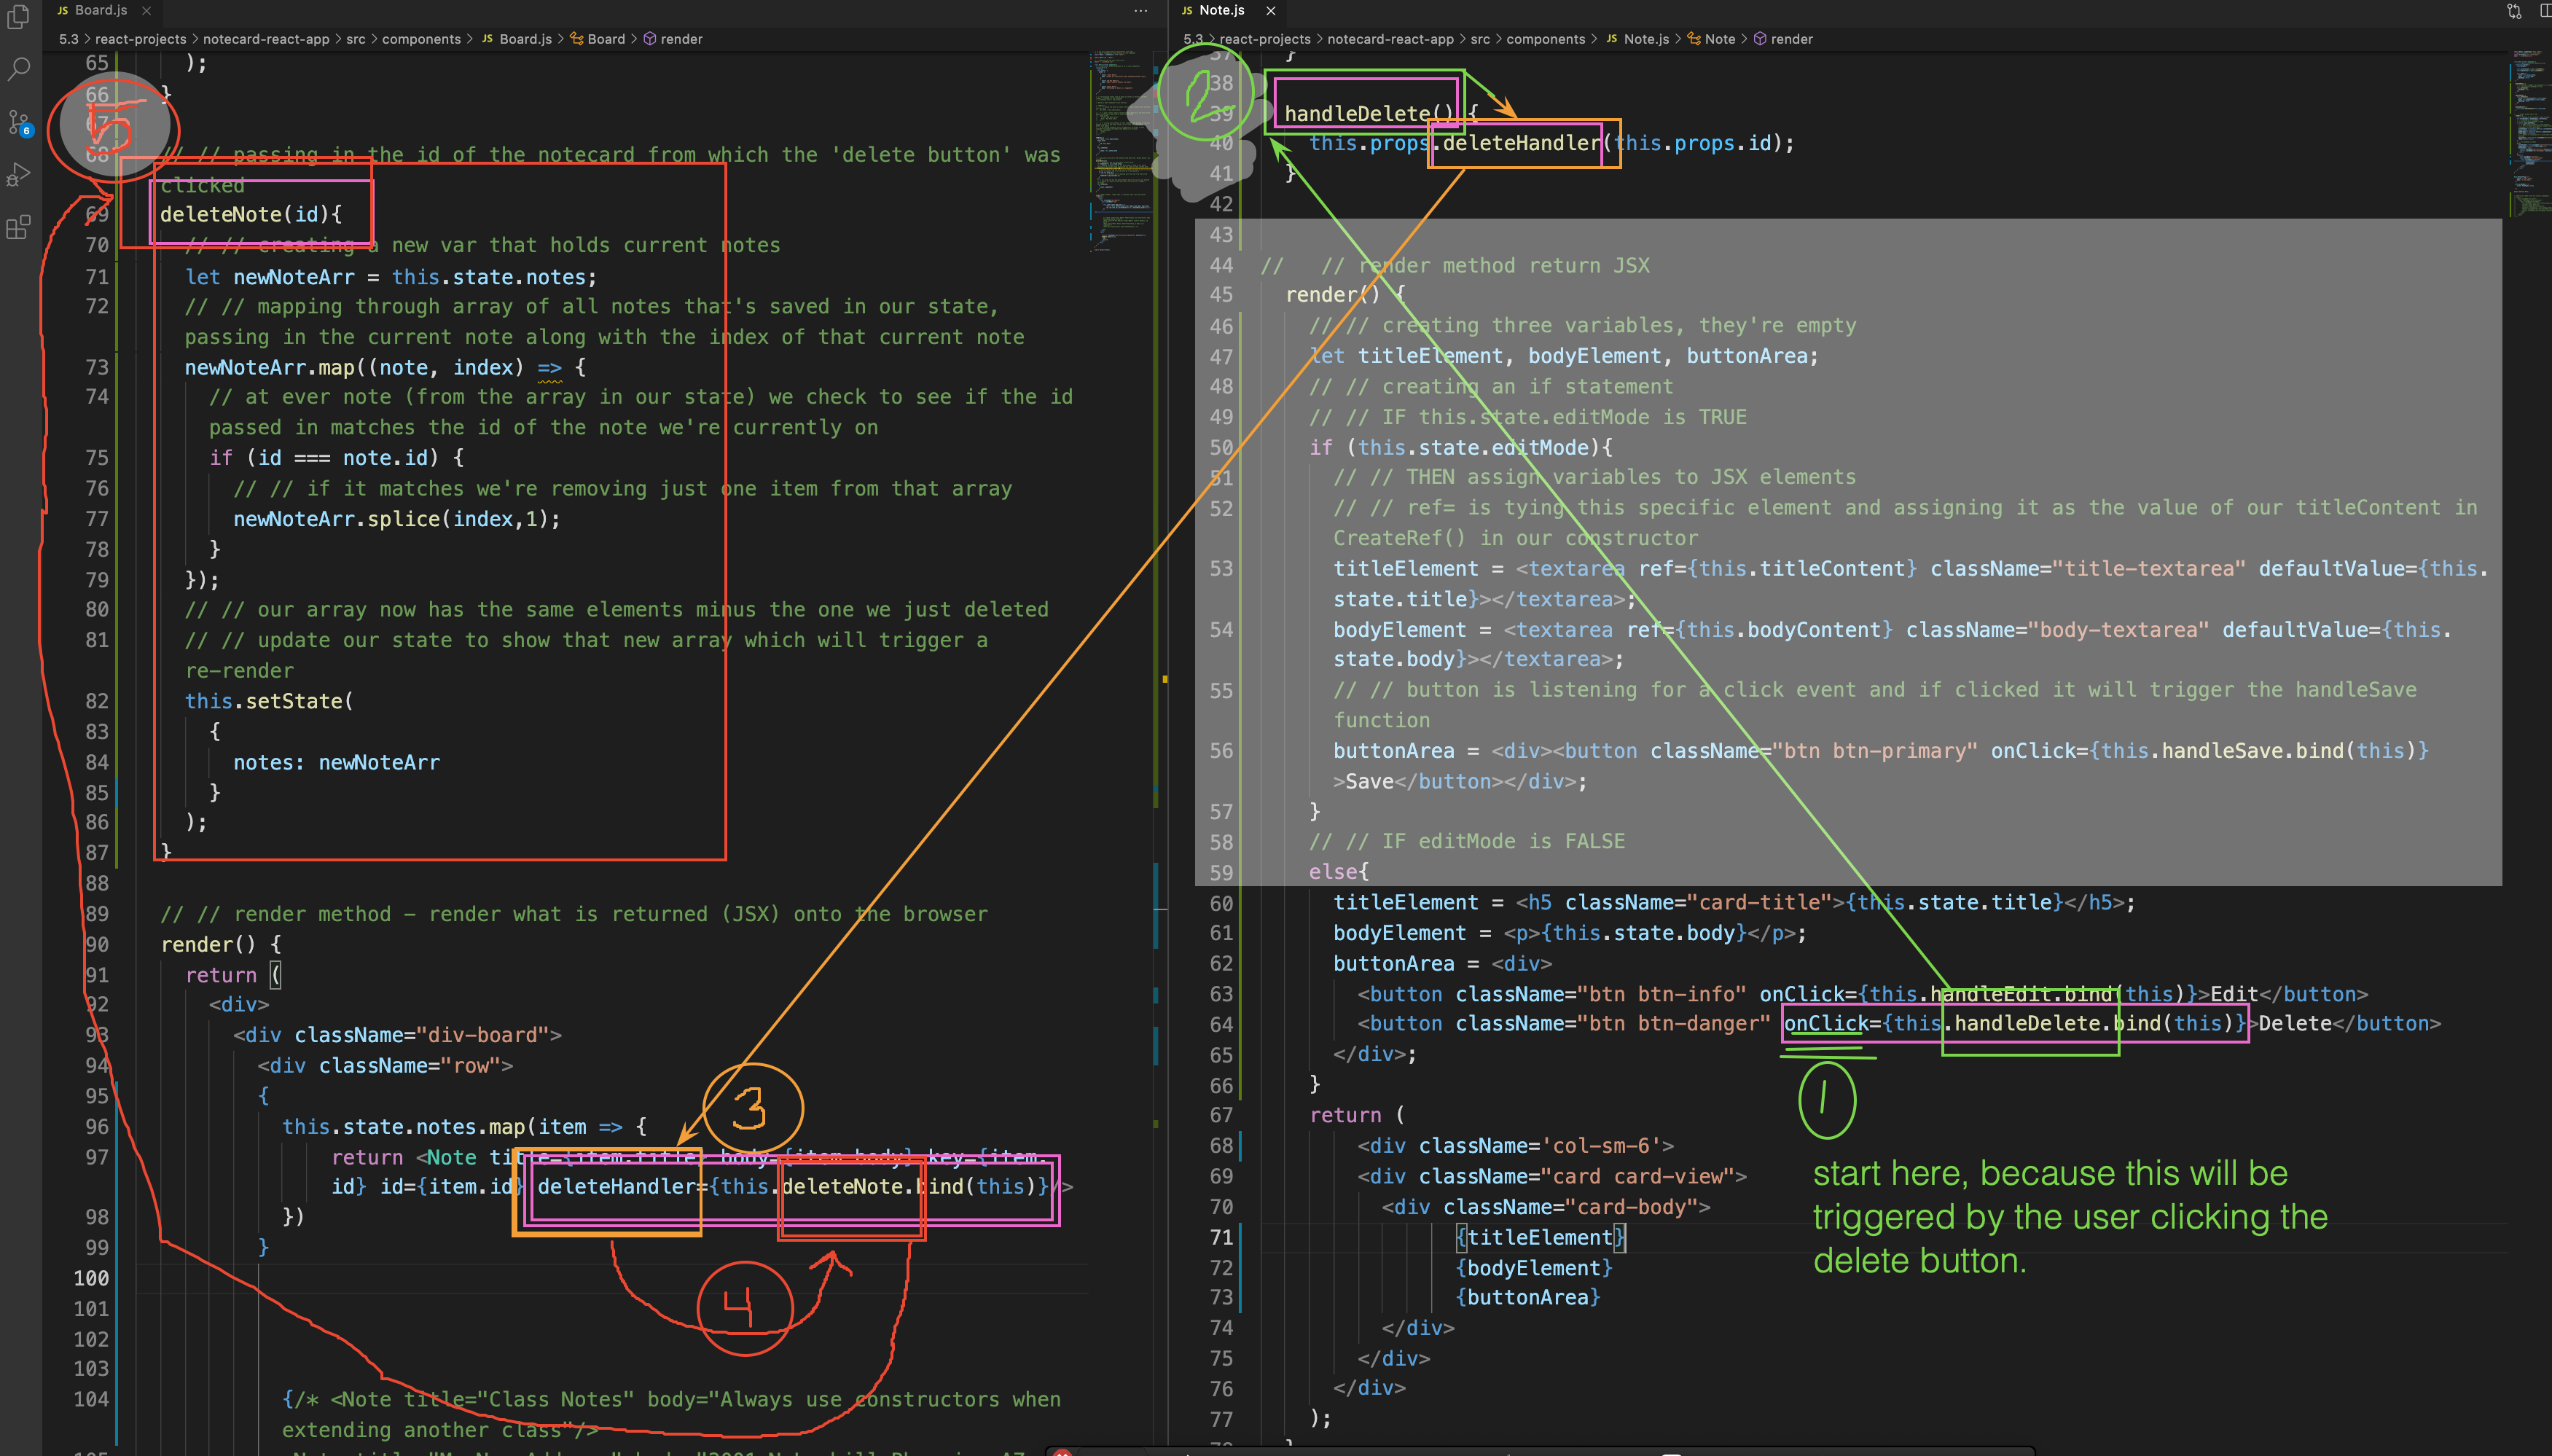 JS Board.js
5.3 > react-projects > notecard-react-app > src > components > JS Board.js > Board > render
6
65 );
66 }
67
68 // // passing in the id of the notecard from which the 'delete button' was
clicked
69 deleteNote(id){
70 // // creating a new var that holds current notes
71 let newNoteArr = this.state.notes;
72 // // mapping through array of all notes that's saved in our state,
passing in the current note along with the index of that current note
73 newNoteArr.map((note, index) => {
74 // at ever note (from the array in our state) we check to see if the id
passed in matches the id of the note we're currently on
75 if (id === note.id) {
76 // // if it matches we're removing just one item from that array
77 newNoteArr.splice(index,1);
78 }
79 });
80 // // our array now has the same elements minus the one we just deleted
81 // // update our state to show that new array which will trigger a
re-render
82 this.setState(
83 {
84 notes: newNoteArr
85 }
86 );
87 }
88
89 // // render method - render what is returned (JSX) onto the browser
90 render() {
91 return (
92 <div>
93 <div className="div-board">
94 <div className="row">
95 {
96 this.state.notes.map(item => {
97 return <Note title={item.title} body={item.body} key={item.
id} id={item.id} deleteHandler={this.deleteNote.bind(this)}/>
98 })
99 }
100
101
102
103
104 {/* <Note title="Class Notes" body="Always use constructors when
extending another class"/>
5
3
4
JS Note.js
5.3 > react-projects > notecard-react-app > src > components > JS Note.js > Note > render
37 }
38
39 handleDelete() {
40 this.props.deleteHandler(this.props.id);
41 }
42
43
44 // // render method return JSX
45 render() {
46 // // creating three variables, they're empty
47 let titleElement, bodyElement, buttonArea;
48 // // creating an if statement
49 // // IF this.state.editMode is TRUE
50 if (this.state.editMode){
51 // // THEN assign variables to JSX elements
52 // // ref= is tying this specific element and assigning it as the value of our titleContent in
CreateRef() in our constructor
53 titleElement = <textarea ref={this.titleContent} className="title-textarea" defaultValue={this.
state.title}></textarea>;
54 bodyElement = <textarea ref={this.bodyContent} className="body-textarea" defaultValue={this.
state.body}></textarea>;
55 // // button is listening for a click event and if clicked it will trigger the handleSave
function
56 buttonArea = <div><button className="btn btn-primary" onClick={this.handleSave.bind(this)}
>Save</button></div>;
57 }
58 // // IF editMode is FALSE
59 else{
60 titleElement = <h5 className="card-title">{this.state.title}</h5>;
61 bodyElement = <p>{this.state.body}</p>;
62 buttonArea = <div>
63 <button className="btn btn-info" onClick={this.handleEdit.bind(this)}>Edit</button>
64 <button className="btn btn-danger" onClick={this.handleDelete.bind(this)}>Delete</button>
65 </div>;
66 }
67 return (
68 <div className='col-sm-6'>
69 <div className="card card-view">
70 <div className="card-body">
71 {titleElement}
72 {bodyElement}
73 {buttonArea}
74 </div>
75 </div>
76 </div>
77 );
2
1
start here, because this will be
triggered by the user clicking the
delete button.